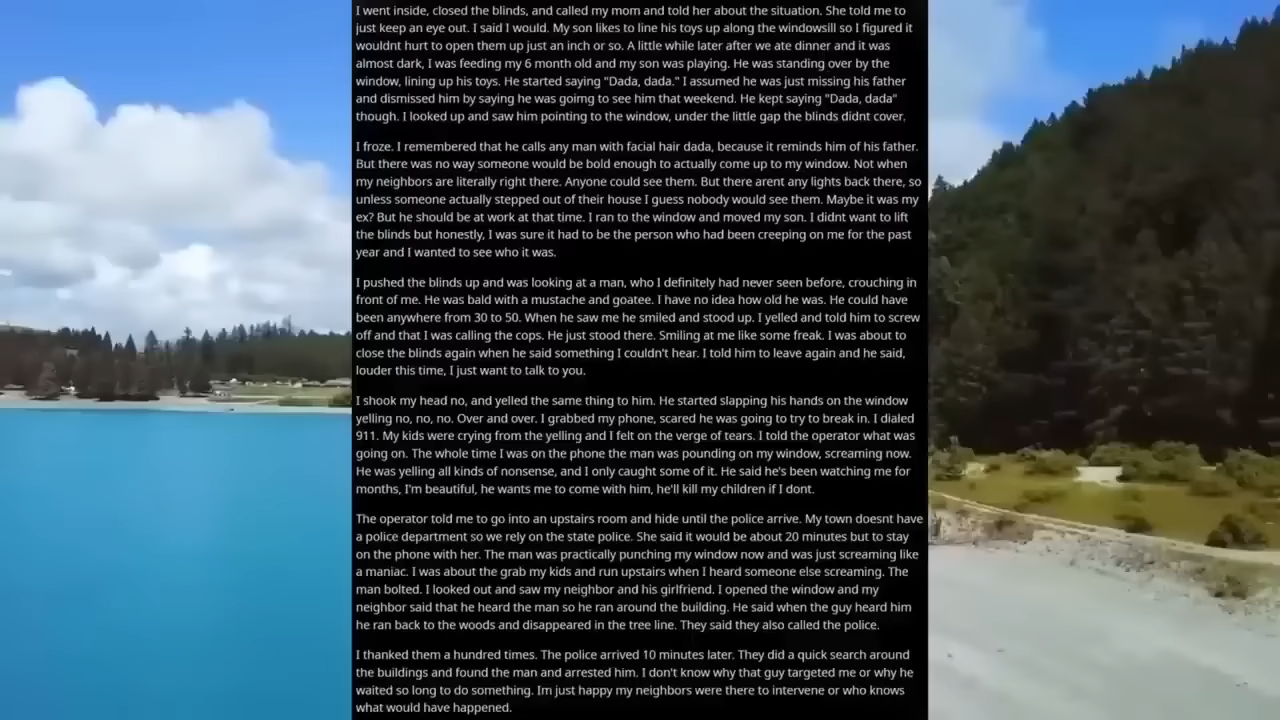 I went inside, closed the blinds, and called my mom and told her about the situation. She told me to
just keep an eye out. I said I would. My son likes to line his toys up along the windowsill so I figured it
wouldnt hurt to open them up just an inch or so. A little while later after we ate dinner and it was
almost dark, I was feeding my 6 month old and my son was playing. He was standing over by the
window, lining up his toys. He started saying "Dada, dada." I assumed he was just missing his father
and dismissed him by saying he was goimg to see him that weekend. He kept saying "Dada, dada"
though. I looked up and saw him pointing to the window, under the little gap the blinds didnt cover.
I froze. I remembered that he calls any man with facial hair dada, because it reminds him of his father.
But there was no way someone would be bold enough to actually come up to my window. Not when
my neighbors are literally right there. Anyone could see them. But there arent any lights back there, so
unless someone actually stepped out of their house I guess nobody would see them. Maybe it was my
ex? But he should be at work at that time. I ran to the window and moved my son. I didnt want to lift
the blinds but honestly, I was sure it had to be the person who had been creeping on me for the past
year and I wanted to see who it was.
I pushed the blinds up and was looking at a man, who I definitely had never seen before, crouching in
front of me. He was bald with a mustache and goatee. I have no idea how old he was. He could have
been anywhere from 30 to 50. When he saw me he smiled and stood up. I yelled and told him to screw
off and that I was calling the cops. He just stood there. Smiling at me like some freak. I was about to
close the blinds again when he said something I couldn't hear. I told him to leave again and he said,
louder this time, I just want to talk to you.
I shook my head no, and yelled the same thing to him. He started slapping his hands on the window
yelling no, no, no. Over and over. I grabbed my phone, scared he was going to try to break in. I dialed
911. My kids were crying from the yelling and I felt on the verge of tears. I told the operator what was
going on. The whole time I was on the phone the man was pounding on my window, screaming now.
He was yelling all kinds of nonsense, and I only caught some of it. He said he's been watching me for
months, I'm beautiful, he wants me to come with him, he'll kill my children if I dont.
The operator told me to go into an upstairs room and hide until the police arrive. My town doesnt have
a police department so we rely on the state police. She said it would be about 20 minutes but to stay
on the phone with her. The man was practically punching my window now and was just screaming like
a maniac. I was about the grab my kids and run upstairs when I heard someone else screaming. The
man bolted. I looked out and saw my neighbor and his girlfriend. I opened the window and my
neighbor said that he heard the man so he ran around the building. He said when the guy heard him
he ran back to the woods and disappeared in the tree line. They said they also called the police.
I thanked them a hundred times. The police arrived 10 minutes later. They did a quick search around
the buildings and found the man and arrested him. I don't know why that guy targeted me or why he
waited so long to do something. Im just happy my neighbors were there to intervene or who knows
what would have happened.